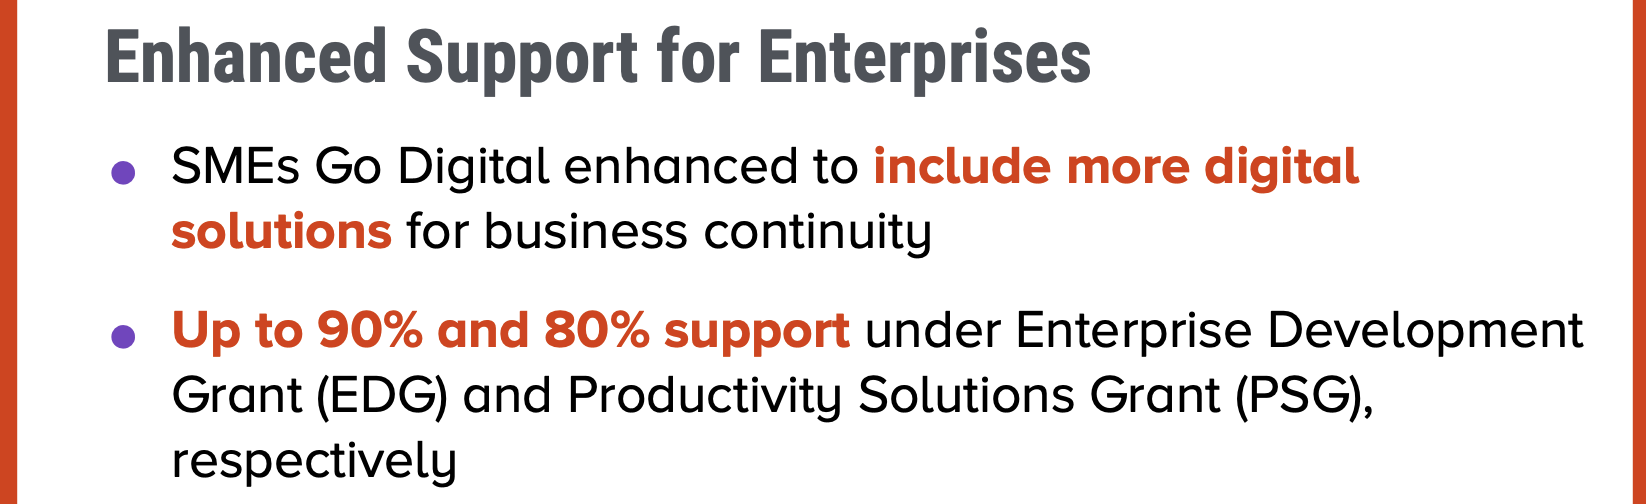 Enhanced Support for Enterprises
SMEs Go Digital enhanced to include more digital
solutions for business continuity
Up to 90% and 80% support under Enterprise Development
Grant (EDG) and Productivity Solutions Grant (PSG),
respectively